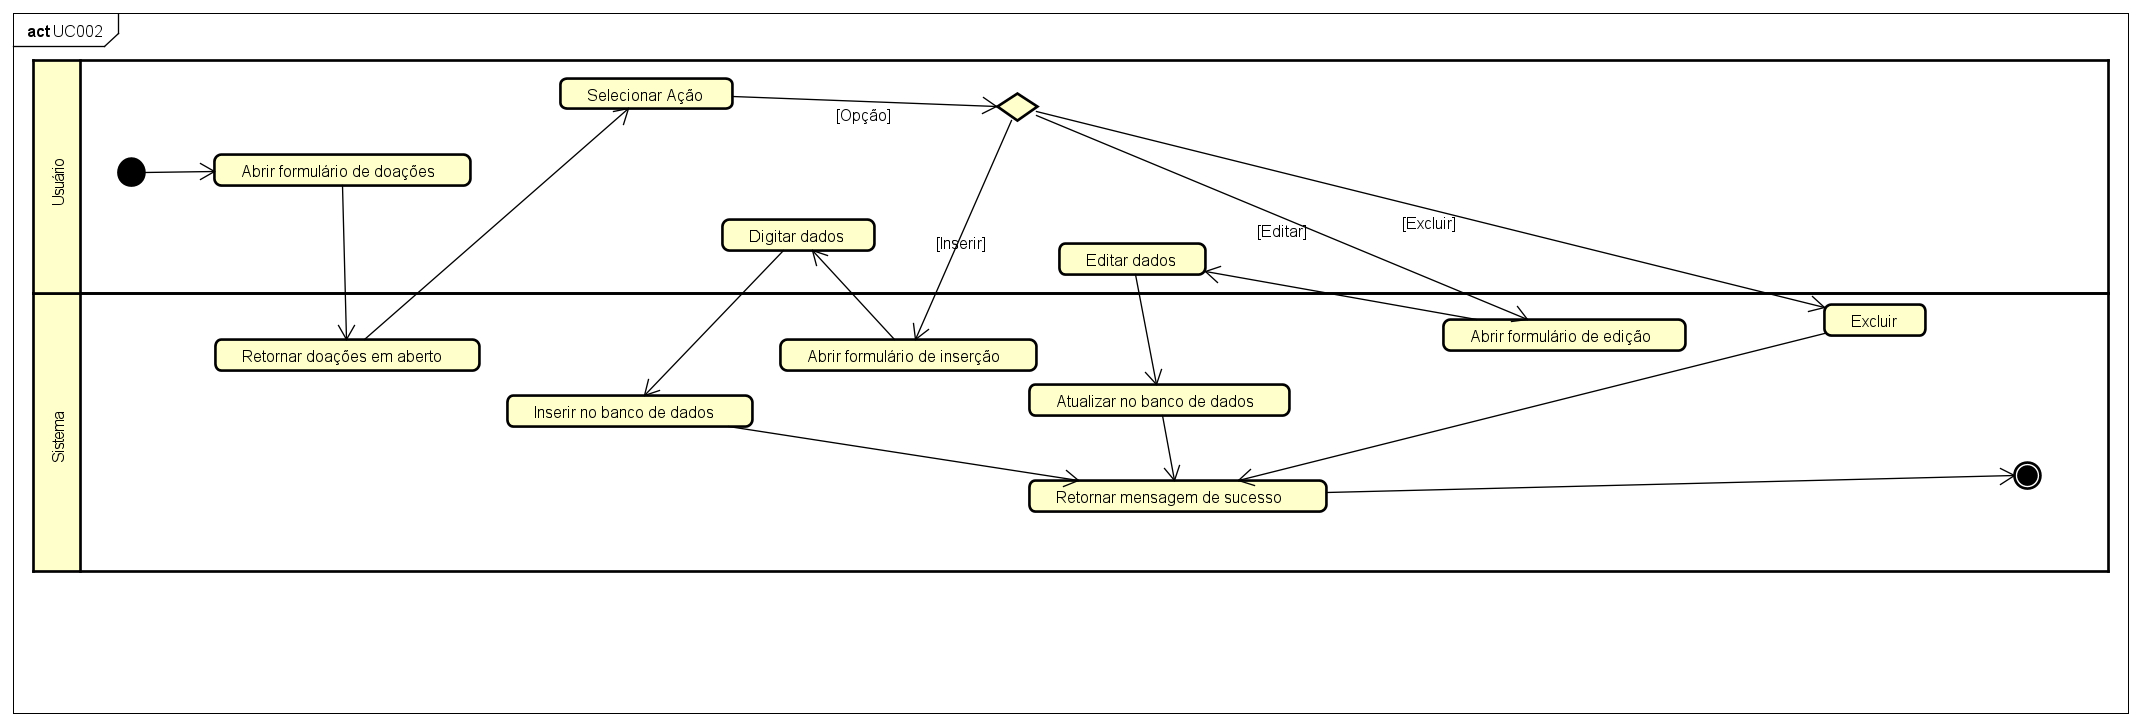 act UC002
Usuário
Selecionar Ação
[Opção]
Abrir formulário de doações
Digitar dados
[Inserir]
Editar dados
[Editar]
[Excluir]
Sistema
Retornar doações em aberto
Abrir formulário de inserção
Abrir formulário de edição
Excluir
Inserir no banco de dados
Atualizar no banco de dados
Retornar mensagem de sucesso